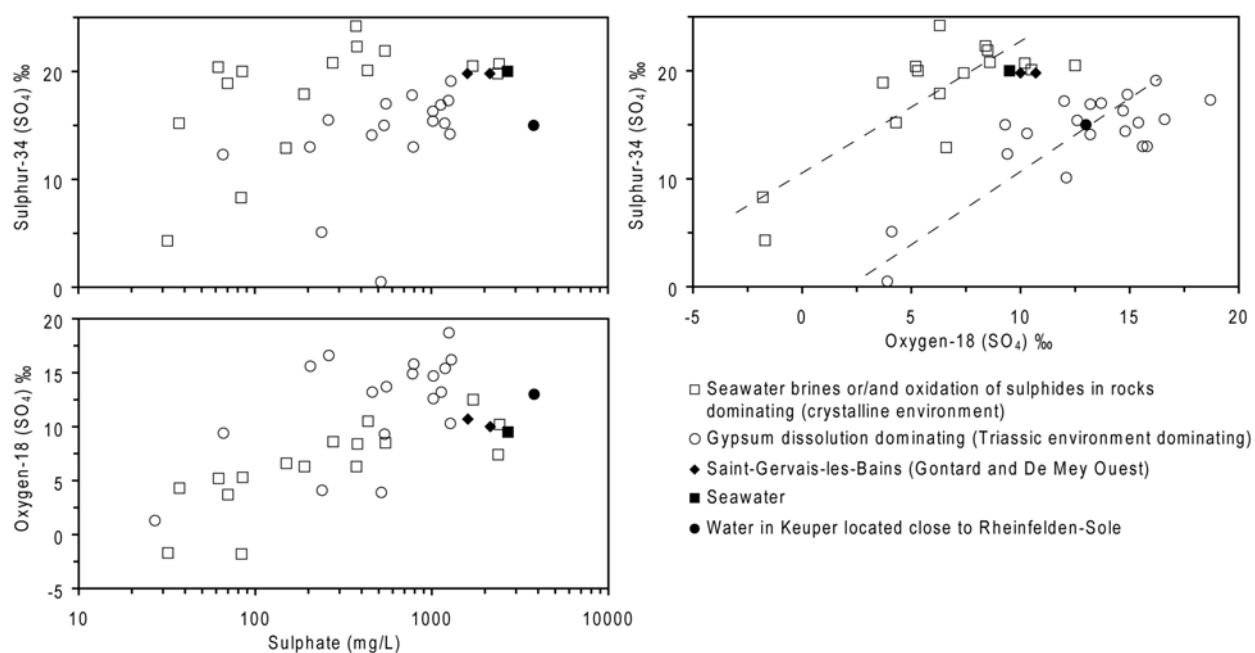 Sulphur-34 (SO4) ‰
20
10
0
Oxygen-18 (SO4) ‰
20
15
10
5
0
-5
10
100
1000
10000
Sulphate (mg/L)
Sulphur-34 (SO4) ‰
20
10
0
-5
0
5
10
15
20
Oxygen-18 (SO4) ‰
Seawater brines or/and oxidation of sulphides in rocks
dominating (crystalline environment)
Gypsum dissolution dominating (Triassic environment dominating)
Saint-Gervais-les-Bains (Gontard and De Mey Ouest)
Seawater
Water in Keuper located close to Rheinfelden-Sole